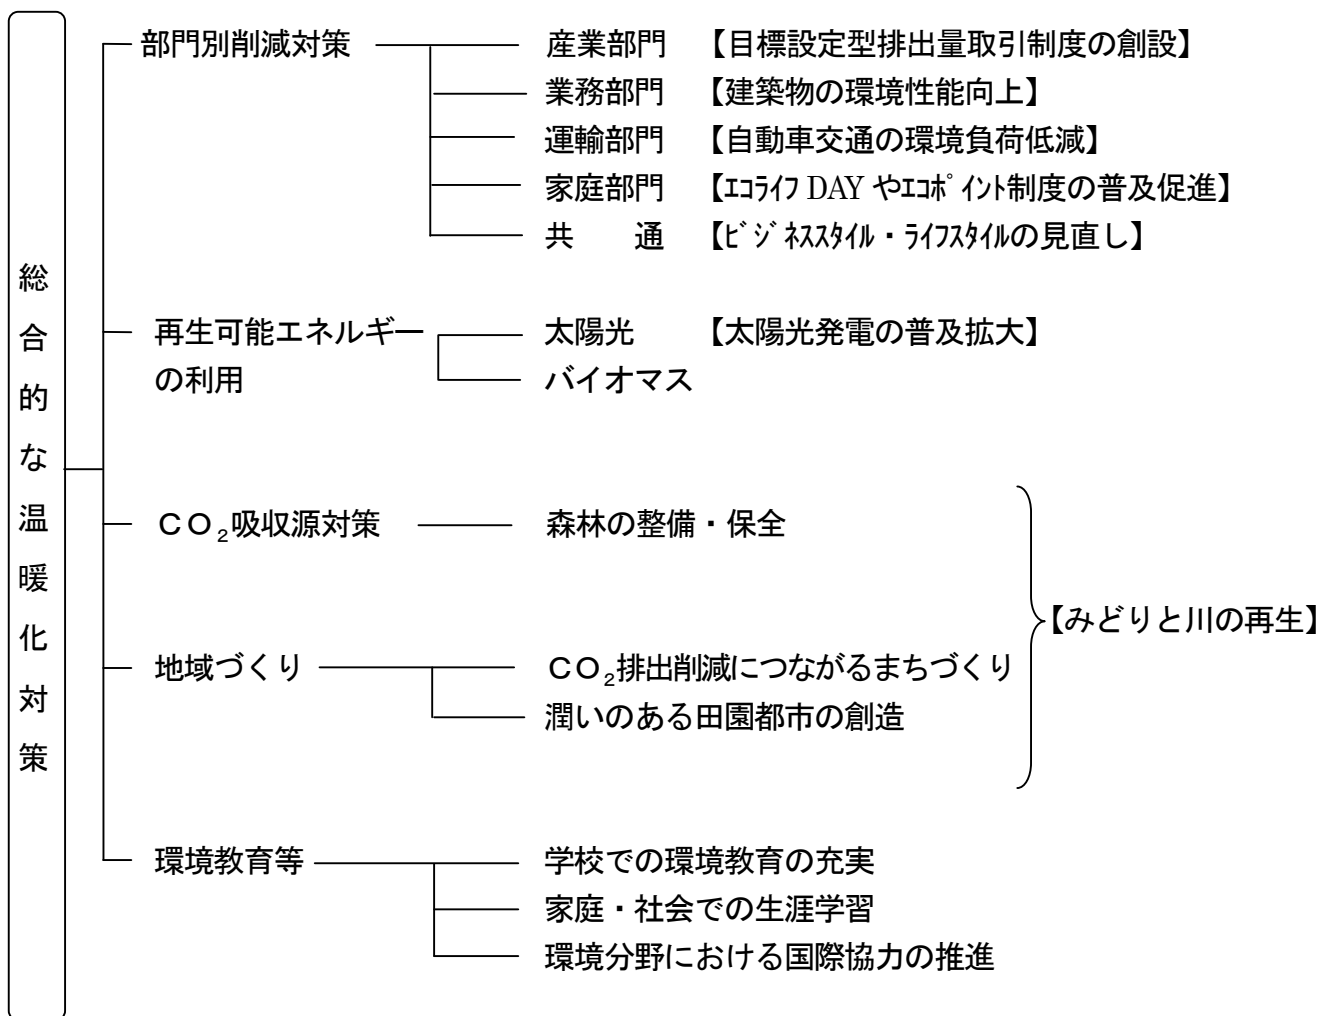 総合的な温暖化対策
部門別削減対策
産業部門 【目標設定型排出量取引制度の創設】
業務部門 【建築物の環境性能向上】
運輸部門 【自動車交通の環境負荷低減】
家庭部門 【ｴｺﾗｲﾌ DAY やｴｺﾎﾟｲﾝﾄ制度の普及促進】
共　通 【ﾋﾞｼﾞﾈｽｽﾀｲﾙ・ﾗｲﾌｽﾀｲﾙの見直し】
再生可能エネルギー
の利用
太陽光 【太陽光発電の普及拡大】
バイオマス
ＣＯ₂吸収源対策
森林の整備・保全
地域づくり
ＣＯ₂排出削減につながるまちづくり
潤いのある田園都市の創造
【みどりと川の再生】
環境教育等
学校での環境教育の充実
家庭・社会での生涯学習
環境分野における国際協力の推進